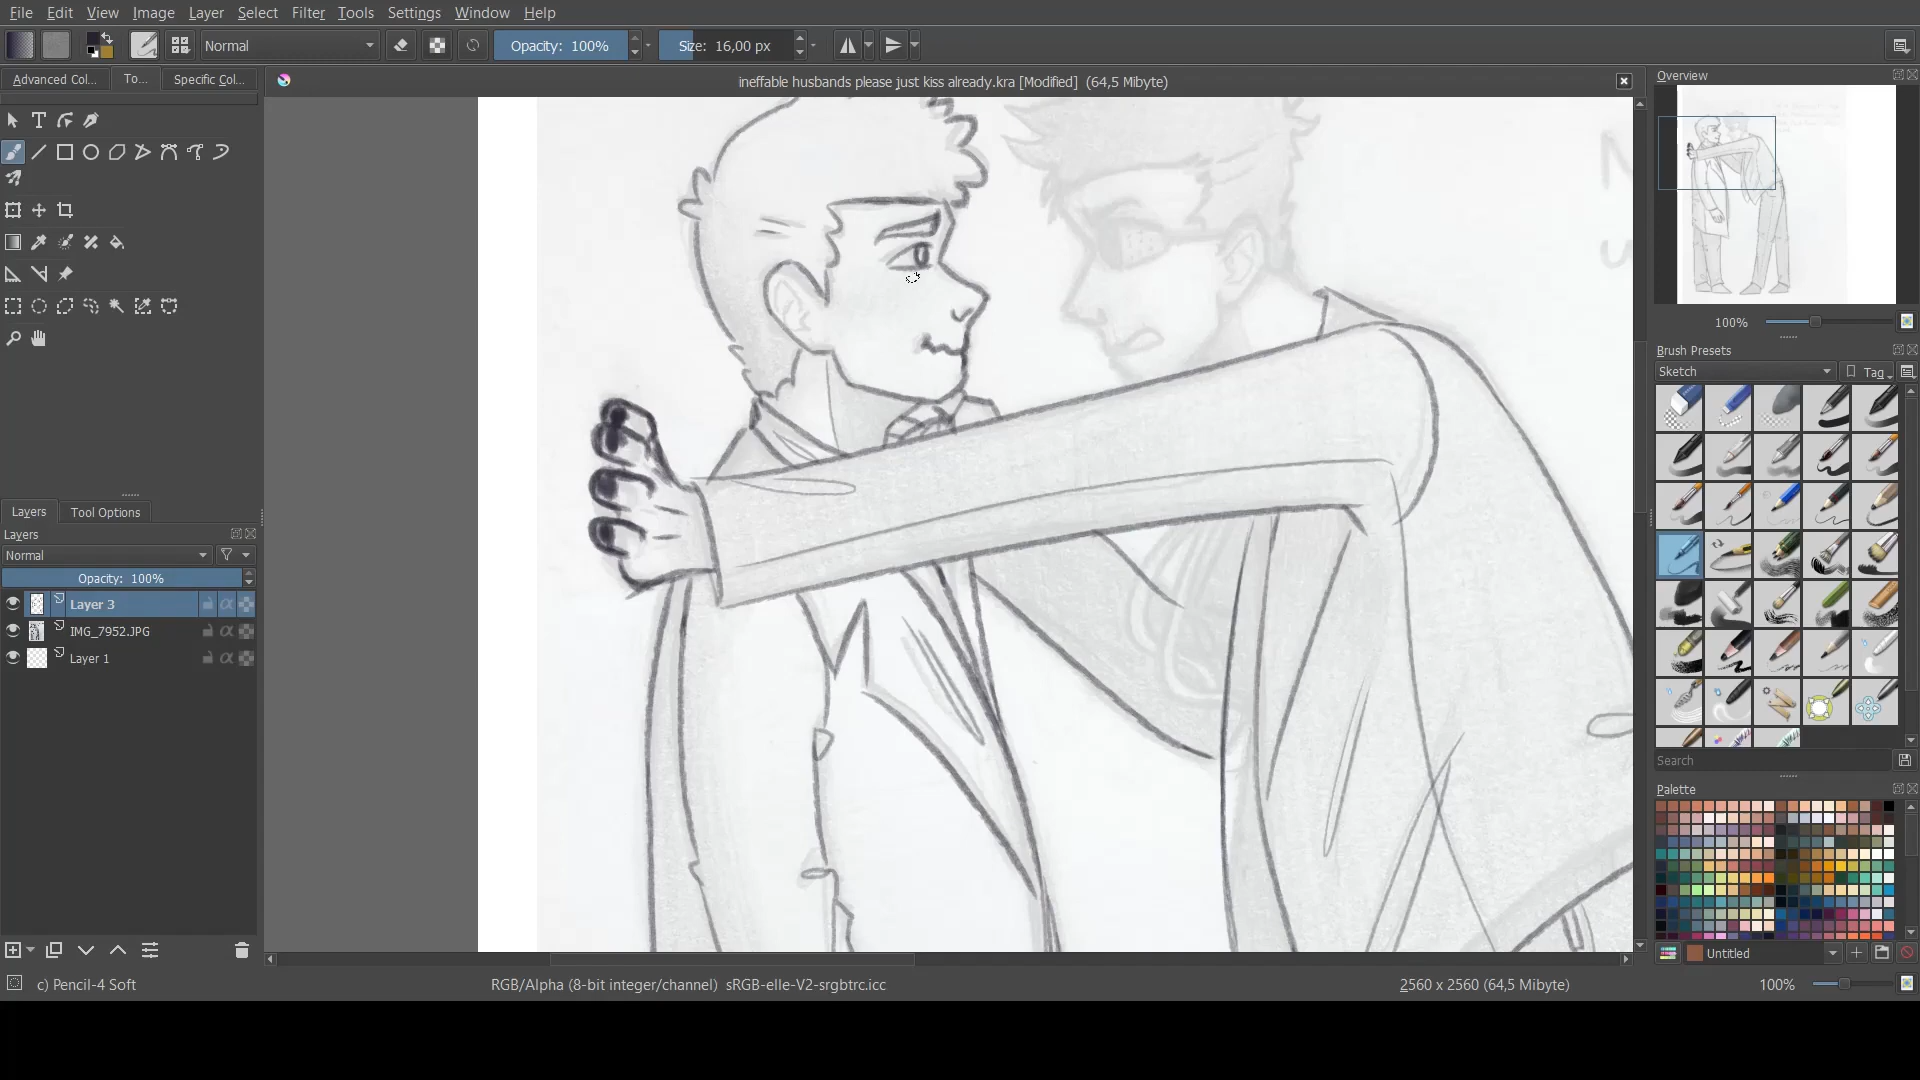 File Edit View Image Layer Select Filter Tools Settings Window Help
Normal
Opacity: 100%
Size: 16,00 px
Advanced Col...
To...
Specific Col...
ineffable husbands please just kiss already.kra [Modified] (64,5 Mibyte)
Overview
100%
Brush Presets
Sketch
Tag
Layers
Tool Options
Layers
Normal
Opacity: 100%
Layer 3
IMG_7952.JPG
Layer 1
Search
Palette
Untitled
c) Pencil-4 Soft
RGB/Alpha (8-bit integer/channel) sRGB-elle-V2-srgbtrc.icc
2560 x 2560 (64,5 Mibyte)
100%